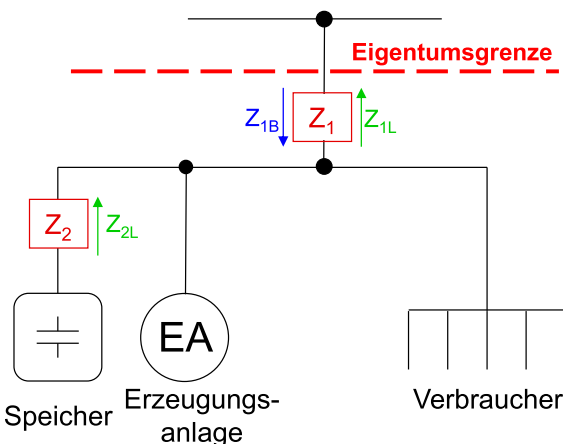 Eigentumsgrenze
Z1B
Z1
Z1L
Z2
Z2L
EA
Speicher
Erzeugungs-
anlage
Verbraucher